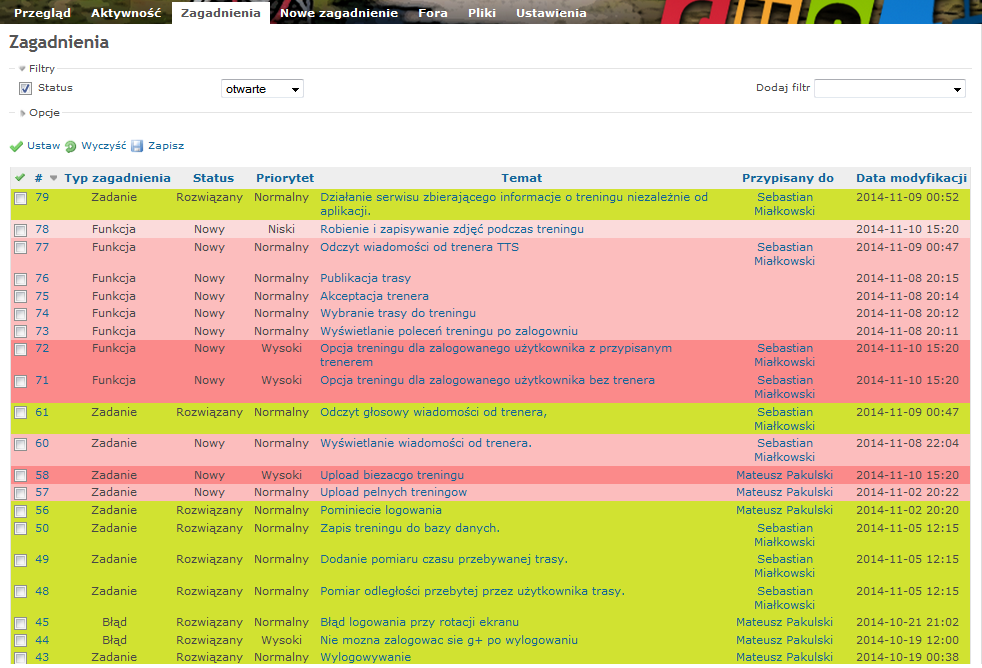 Przegląd Aktywność Zagadnienia Nowe zagadnienie Fora Pliki Ustawienia
Zagadnienia
Filtry
Status otwarte Dodaj filtr
Opcje
Ustaw Wyczyść Zapisz
# Typ zagadnienia Status Priorytet Temat Przypisany do Data modyfikacji
79 Zadanie Rozwiązany Normalny Działanie serwisu zbierającego informacje o treningu niezależnie od Sebastian 2014-11-09 00:52
aplikacji. Miałkowski
78 Funkcja Nowy Niski Robienie i zapisywanie zdjęć podczas treningu 2014-11-10 15:20
77 Funkcja Nowy Normalny Odczyt wiadomości od trenera TTS Sebastian 2014-11-09 00:47
Miałkowski
76 Funkcja Nowy Normalny Publikacja trasy 2014-11-08 20:15
75 Funkcja Nowy Normalny Akceptacja trenera 2014-11-08 20:14
74 Funkcja Nowy Normalny Wybranie trasy do treningu 2014-11-08 20:12
73 Funkcja Nowy Normalny Wyświetlanie poleceń treningu po zalogowniu 2014-11-08 20:11
72 Funkcja Nowy Wysoki Opcja treningu dla zalogowanego użytkownika z przypisanym Sebastian 2014-11-10 15:20
trenerem Miałkowski
71 Funkcja Nowy Wysoki Opcja treningu dla zalogowanego użytkownika bez trenera Sebastian 2014-11-10 15:20
Miałkowski
61 Zadanie Rozwiązany Normalny Odczyt głosowy wiadomości od trenera, Sebastian 2014-11-09 00:47
Miałkowski
60 Zadanie Nowy Normalny Wyświetlanie wiadomości od trenera. Sebastian 2014-11-08 22:04
Miałkowski
58 Zadanie Nowy Wysoki Upload biezacgo treningu Mateusz Pakulski 2014-11-10 15:20
57 Zadanie Nowy Normalny Upload pelnych treningow Mateusz Pakulski 2014-11-02 20:22
56 Zadanie Rozwiązany Normalny Pominiecie logowania Mateusz Pakulski 2014-11-02 20:20
50 Zadanie Rozwiązany Normalny Zapis treningu do bazy danych. Sebastian 2014-11-05 12:15
Miałkowski
49 Zadanie Rozwiązany Normalny Dodanie pomiaru czasu przebywanej trasy. Sebastian 2014-11-05 12:15
Miałkowski
48 Zadanie Rozwiązany Normalny Pomiar odległości przebytej przez użytkownika trasy. Sebastian 2014-11-05 12:15
Miałkowski
45 Błąd Rozwiązany Normalny Błąd logowania przy rotacji ekranu Mateusz Pakulski 2014-10-21 21:02
44 Błąd Rozwiązany Wysoki Nie mozna zalogowac sie g+ po wylogowaniu Mateusz Pakulski 2014-10-19 12:00
43 Zadanie Rozwiązany Normalny Wylogowywanie Mateusz Pakulski 2014-10-19 00:38